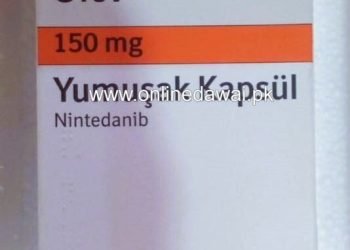 150 mg
Yumuşak Kapsül
www.onlinedawai.pk
Nintedanib